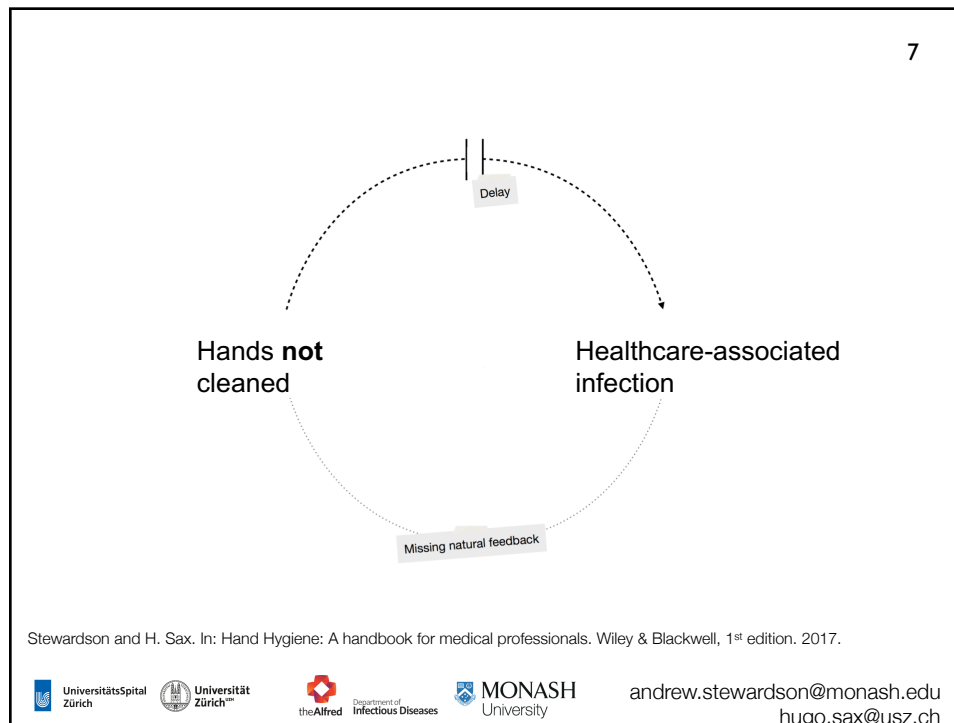 7
Delay
Hands not
cleaned
Healthcare-associated
infection
Missing natural feedback
Stewardson and H. Sax. In: Hand Hygiene: A handbook for medical professionals. Wiley & Blackwell, 1st edition. 2017.
UniversitätsSpital
Zürich
Universität
Zürich UZH
theAlfred
Department of
Infectious Diseases
MONASH
University
andrew.stewardson@monash.edu
hugo.sax@usz.ch